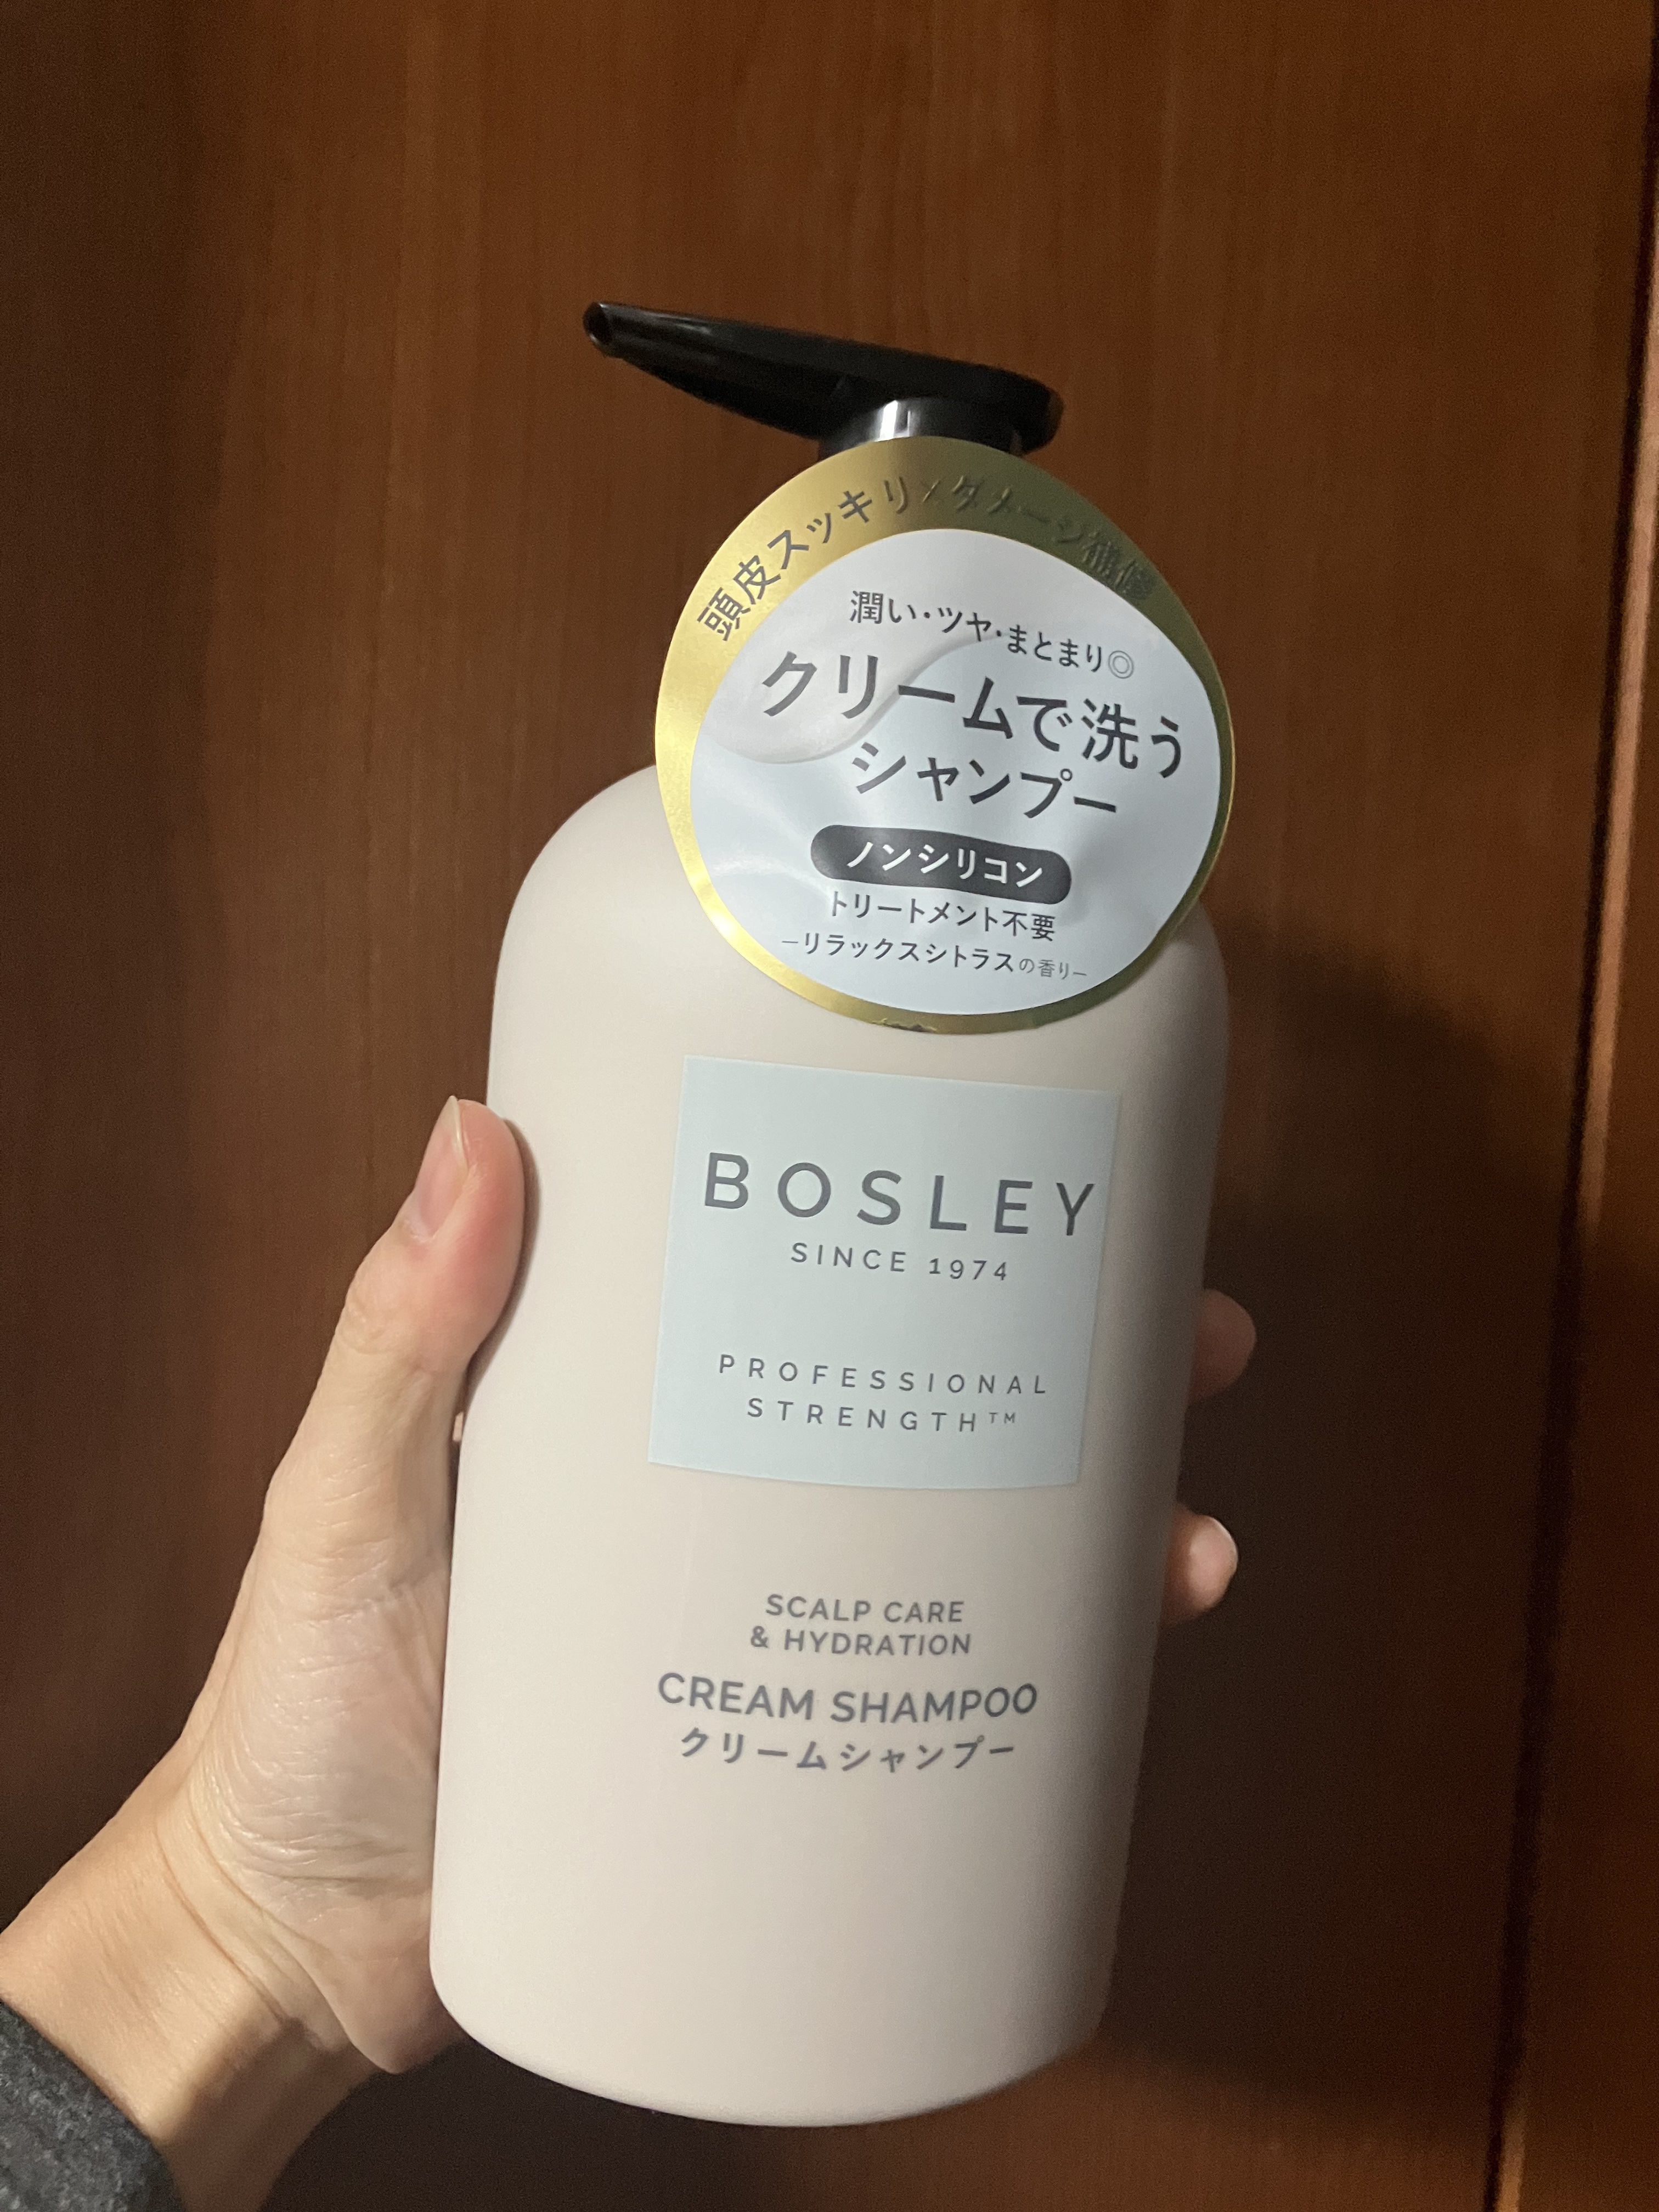 頭皮スッキリ×ダメージ補修
潤い・ツヤ・まとまり◎
クリームで洗う
シャンプー
ノンシリコン
トリートメント不要
ーリラックスシトラスの香りー
BOSLEY
SINCE 1974
PROFESSIONAL
STRENGTH™
SCALP CARE
& HYDRATION
CREAM SHAMPOO
クリームシャンプー